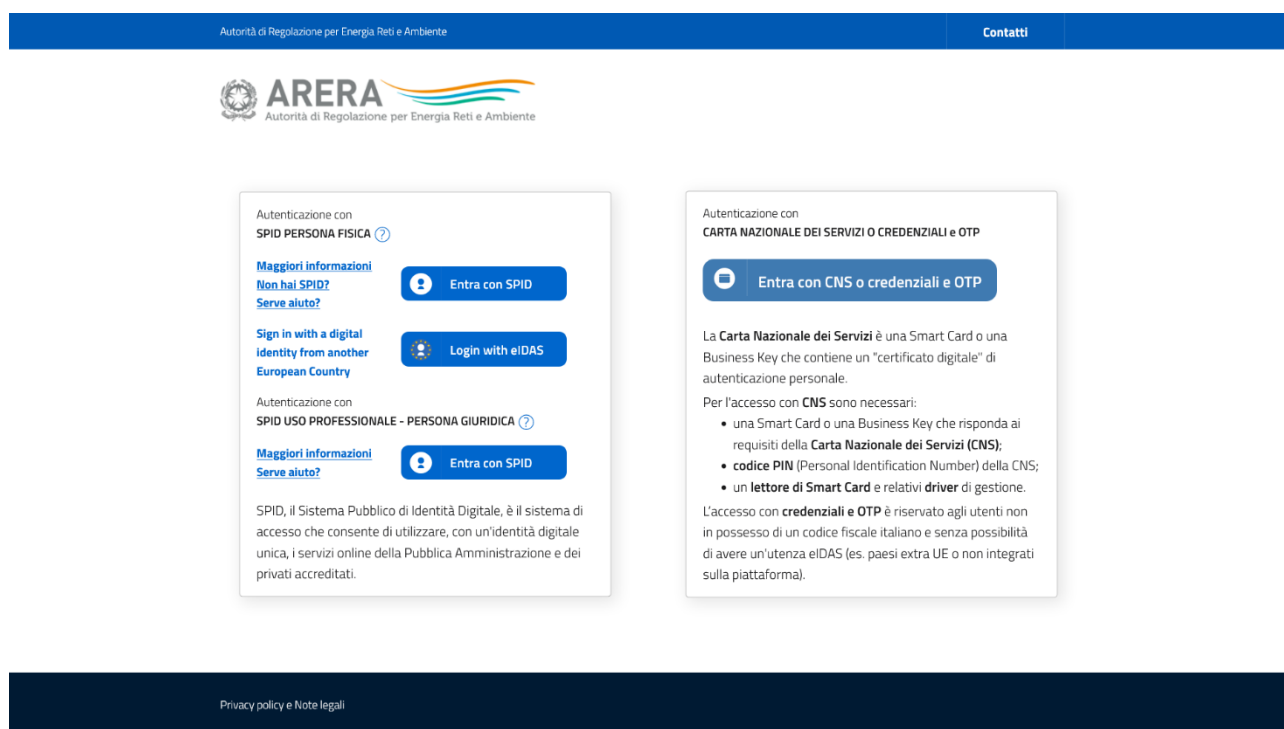 Autorità di Regolazione per Energia Reti e Ambiente
Contatti
ARERA
Autorità di Regolazione per Energia Reti e Ambiente
Autenticazione con
SPID PERSONA FISICA ?
Maggiori informazioni
Non hai SPID?
Serve aiuto?
Entra con SPID
Sign in with a digital
identity from another
European Country
Login with eIDAS
Autenticazione con
SPID USO PROFESSIONALE - PERSONA GIURIDICA ?
Maggiori informazioni
Serve aiuto?
Entra con SPID
SPID, il Sistema Pubblico di Identità Digitale, è il sistema di
accesso che consente di utilizzare, con un'identità digitale
unica, i servizi online della Pubblica Amministrazione e dei
privati accreditati.
Autenticazione con
CARTA NAZIONALE DEI SERVIZI O CREDENZIALI e OTP
Entra con CNS o credenziali e OTP
La Carta Nazionale dei Servizi è una Smart Card o una
Business Key che contiene un "certificato digitale" di
autenticazione personale.
Per l'accesso con CNS sono necessari:
• una Smart Card o una Business Key che risponda ai
requisiti della Carta Nazionale dei Servizi (CNS);
• codice PIN (Personal Identification Number) della CNS;
• un lettore di Smart Card e relativi driver di gestione.
L'accesso con credenziali e OTP è riservato agli utenti non
in possesso di un codice fiscale italiano e senza possibilità
di avere un'utenza eIDAS (es. paesi extra UE o non integrati
sulla piattaforma).
Privacy policy e Note legali